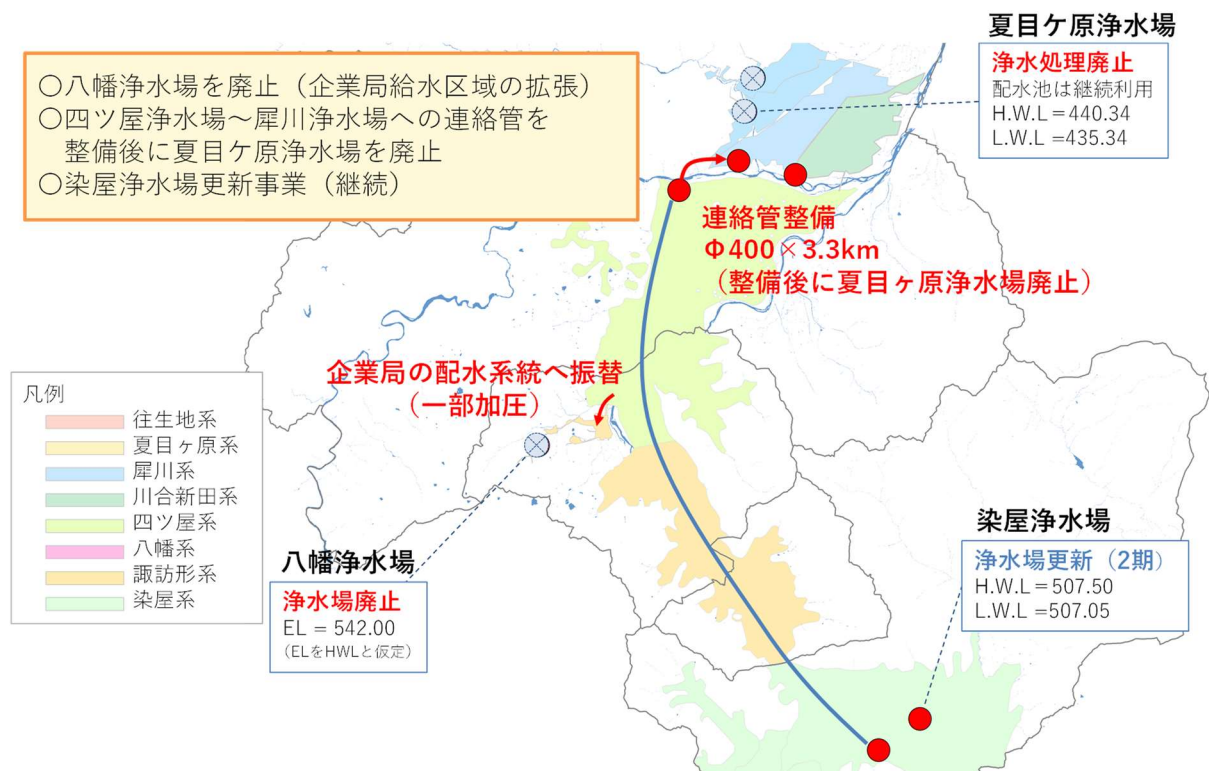 ○八幡浄水場を廃止（企業局給水区域の拡張）
○四ツ屋浄水場～犀川浄水場への連絡管を
整備後に夏目ケ原浄水場を廃止
○染屋浄水場更新事業（継続）
夏目ケ原浄水場
浄水処理廃止
配水池は継続利用
H.W.L＝440.34
L.W.L＝435.34
連絡管整備
Φ400×3.3km
（整備後に夏目ヶ原浄水場廃止）
企業局の配水系統へ振替
（一部加圧）
凡例
往生地系
夏目ヶ原系
犀川系
川合新田系
四ツ屋系
八幡系
諏訪形系
染屋系
八幡浄水場
浄水場廃止
EL = 542.00
（ELをHWLと仮定）
染屋浄水場
浄水場更新（2期）
H.W.L＝507.50
L.W.L＝507.05